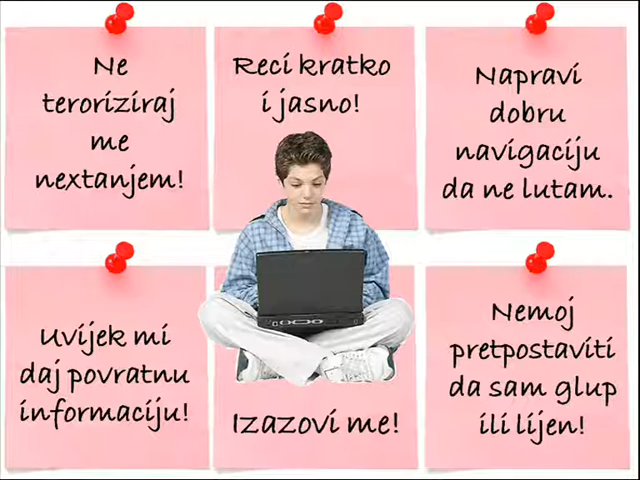 Ne
teroriziraj
me
nextanjem!
Reci kratko
i jasno!
Napravi
dobru
navigaciju
da ne lutam.
Uvijek mi
daj povratnu
informaciju!
Izazovi me!
Nemoj
pretpostaviti
da sam glup
ili lijen!